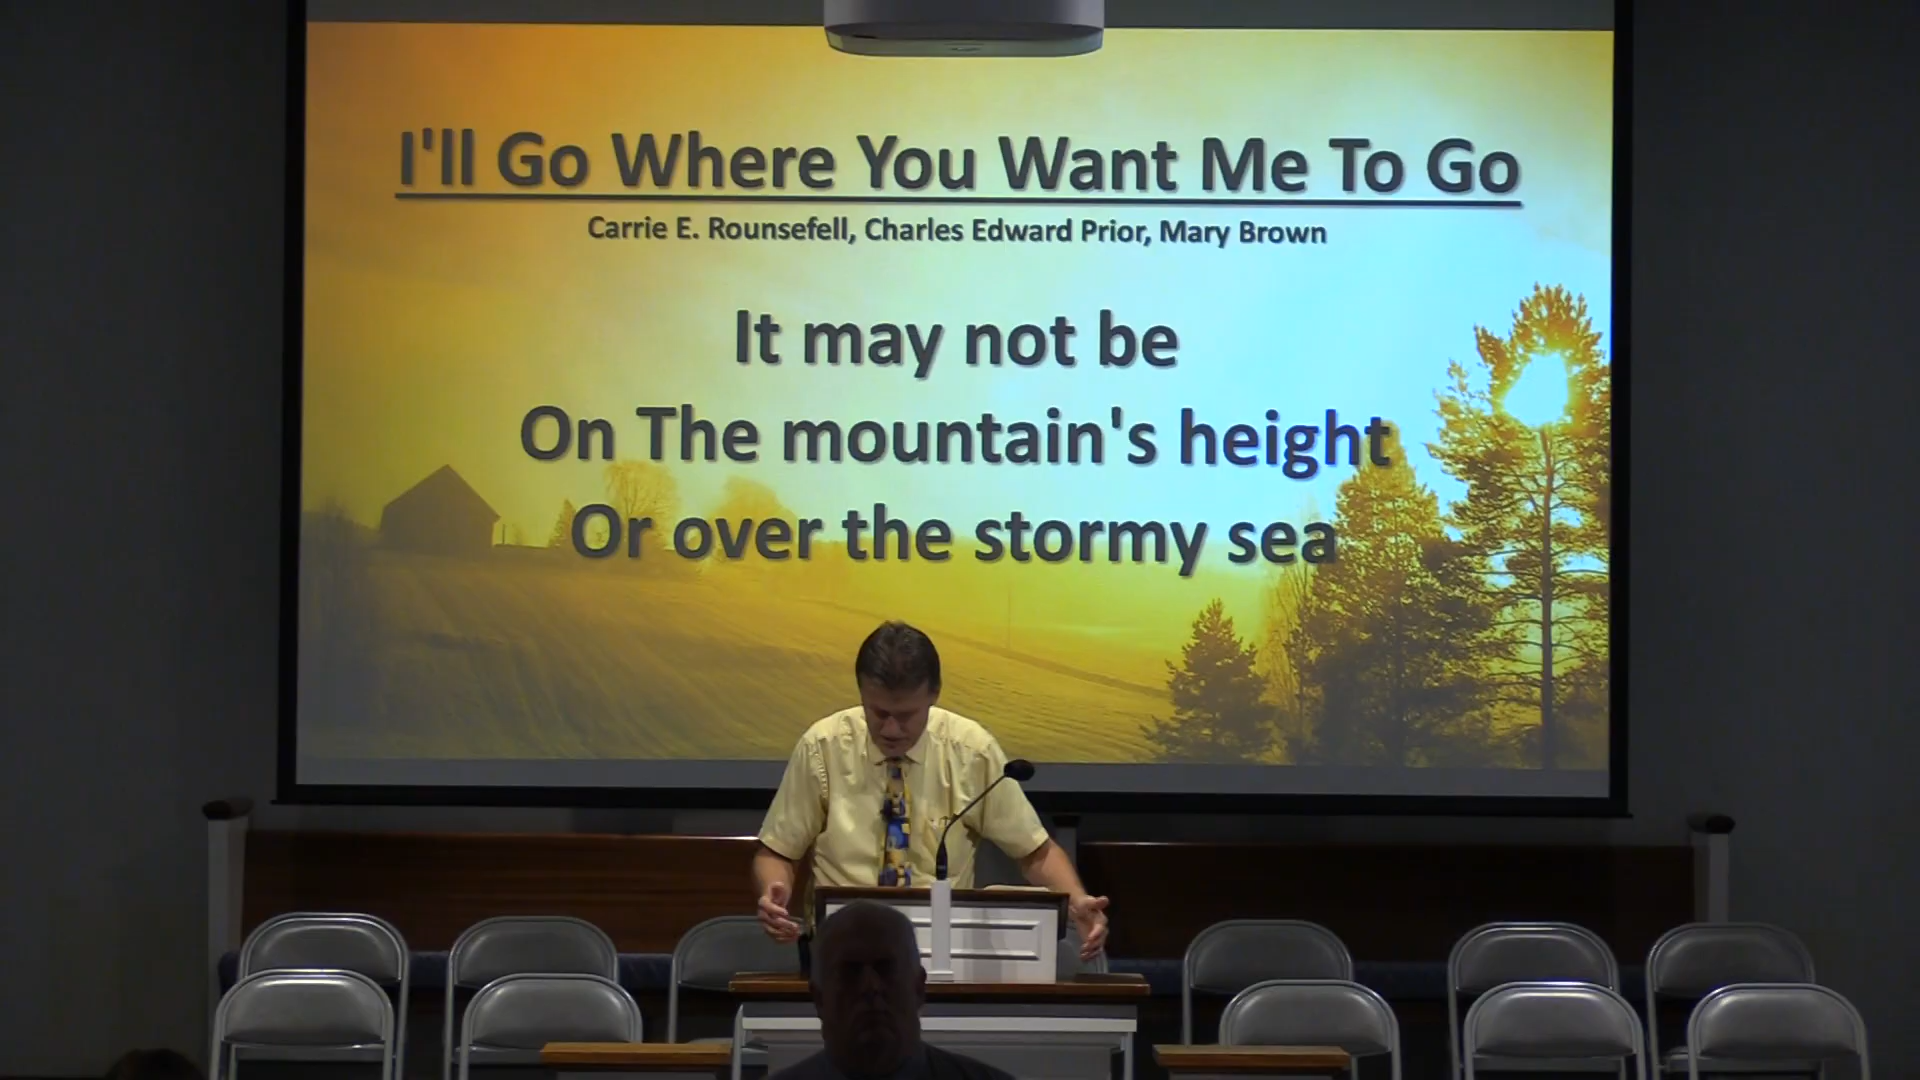 I'll Go Where You Want Me To Go
Carrie E. Rounsefell, Charles Edward Prior, Mary Brown
It may not be
On The mountain's height
Or over the stormy sea